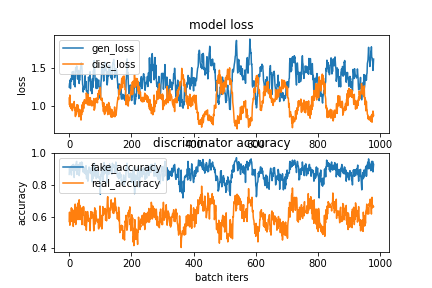 model loss
gen_loss
disc_loss
loss
1.5
1.0
0 200 400 600 800 1000
discriminator accuracy
fake_accuracy
real_accuracy
accuracy
1.0
0.8
0.6
0.4
0 200 400 600 800 1000
batch iters